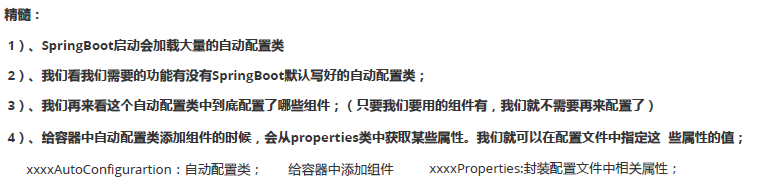 精髓：
1）、SpringBoot启动会加载大量的自动配置类
2）、我们看我们需要的功能有没有SpringBoot默认写好的自动配置类；
3）、我们再来看这个自动配置类中到底配置了哪些组件；（只要我们要用的组件有，我们就不需要再来配置了）
4）、给容器中自动配置类添加组件的时候，会从properties类中获取某些属性。我们就可以在配置文件中指定这 些属性的值；
xxxxAutoConfigurartion：自动配置类； 给容器中添加组件 xxxxProperties:封装配置文件中相关属性；